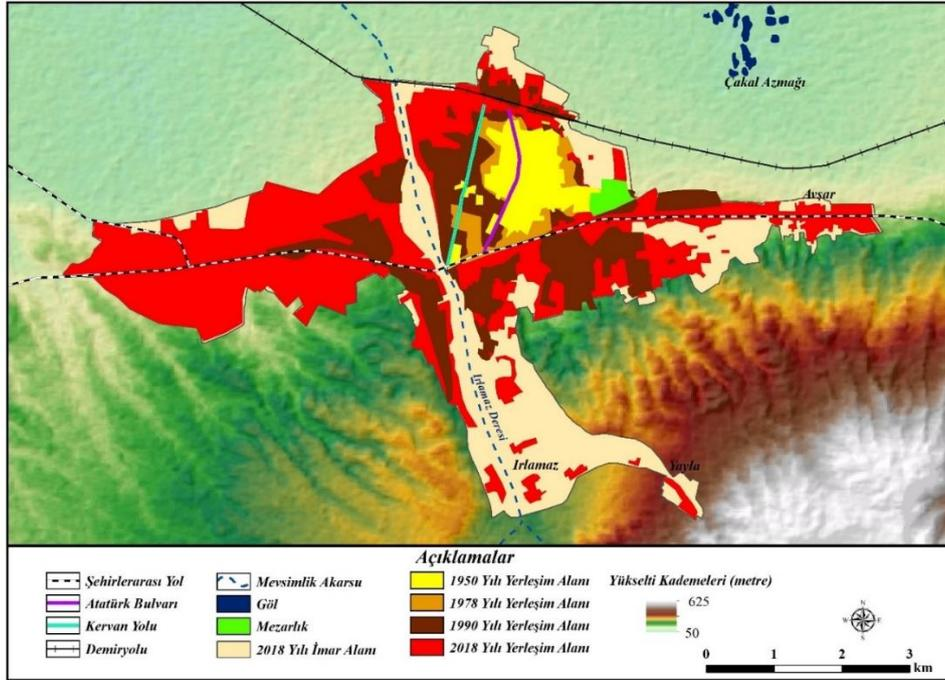 Çakal Azmağı
Avşar
Irlamaz Deresi
Irlamaz
Yayla
Açıklamalar
Şehirlerarası Yol
Atatürk Bulvarı
Kervan Yolu
Demiryolu
Mevsimlik Akarsu
Göl
Mezarlık
2018 Yılı İmar Alanı
1950 Yılı Yerleşim Alanı
1978 Yılı Yerleşim Alanı
1990 Yılı Yerleşim Alanı
2018 Yılı Yerleşim Alanı
Yükselti Kademeleri (metre)
625
50
N
W E
S
0 1 2 3
km